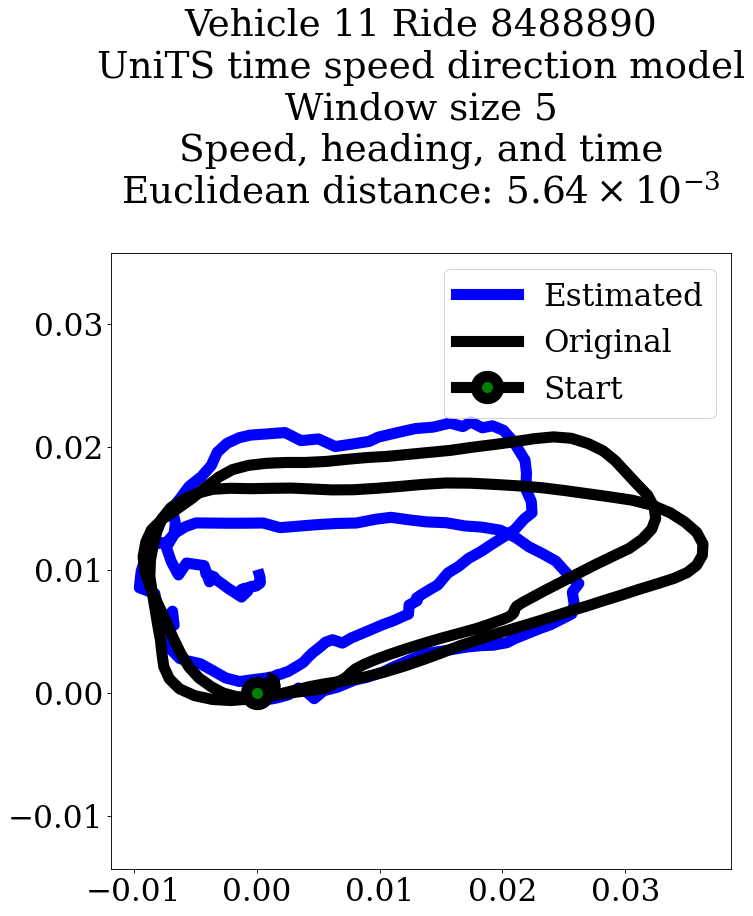 Vehicle 11 Ride 8488890
UniTS time speed direction model
Window size 5
Speed, heading, and time
Euclidean distance: 5.64 × 10⁻³
Estimated
Original
Start
0.03
0.02
0.01
0.00
−0.01
−0.01 0.00 0.01 0.02 0.03